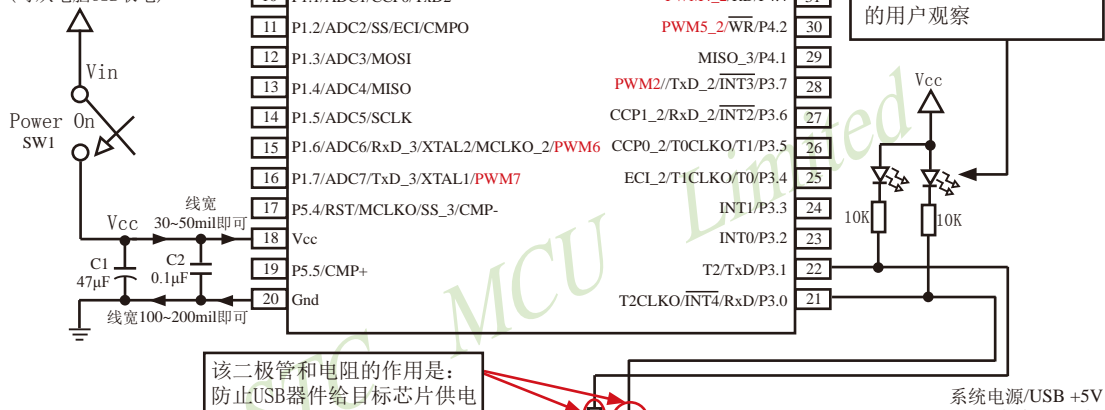 11 P1.2/ADC2/SS/ECI/CMPO
12 P1.3/ADC3/MOSI
13 P1.4/ADC4/MISO
14 P1.5/ADC5/SCLK
15 P1.6/ADC6/RxD_3/XTAL2/MCLKO_2/PWM6
16 P1.7/ADC7/TxD_3/XTAL1/PWM7
17 P5.4/RST/MCLKO/SS_3/CMP-
18 Vcc
19 P5.5/CMP+
20 Gnd
PWM5_2/WR/P4.2 30
MISO_3/P4.1 29
PWM2//TxD_2/INT3/P3.7 28
CCP1_2/RxD_2/INT2/P3.6 27
CCP0_2/T0CLKO/T1/P3.5 26
ECI_2/T1CLKO/T0/P3.4 25
INT1/P3.3 24
INT0/P3.2 23
T2/TxD/P3.1 22
T2CLKO/INT4/RxD/P3.0 21
Vin
Power On
SW1
线宽
Vcc 30~50mil即可
C1
47μF
C2
0.1μF
线宽100~200mil即可
的用户观察
Vcc
10K
10K
该二极管和电阻的作用是:
防止USB器件给目标芯片供电
系统电源/USB +5V
STC MCU Limited